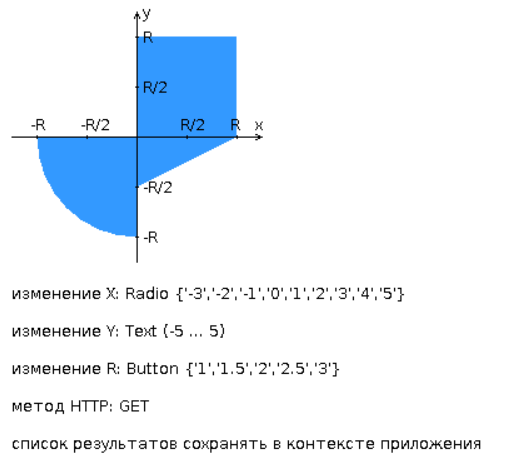 y
R
R/2
-R -R/2 R/2 R x
-R/2
-R
изменение X: Radio {'-3','-2','-1','0','1','2','3','4','5'}
изменение Y: Text (-5 ... 5)
изменение R: Button {'1','1.5','2','2.5','3'}
метод HTTP: GET
список результатов сохранять в контексте приложения